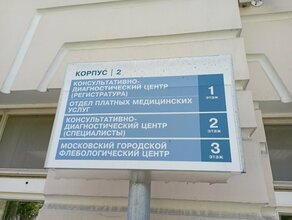 КОРПУС | 2
КОНСУЛЬТАТИВНО-
ДИАГНОСТИЧЕСКИЙ ЦЕНТР
(РЕГИСТРАТУРА)
ОТДЕЛ ПЛАТНЫХ МЕДИЦИНСКИХ
УСЛУГ
1
этаж
КОНСУЛЬТАТИВНО-
ДИАГНОСТИЧЕСКИЙ ЦЕНТР
(СПЕЦИАЛИСТЫ)
2
этаж
МОСКОВСКИЙ ГОРОДСКОЙ
ФЛЕБОЛОГИЧЕСКИЙ ЦЕНТР
3
этаж